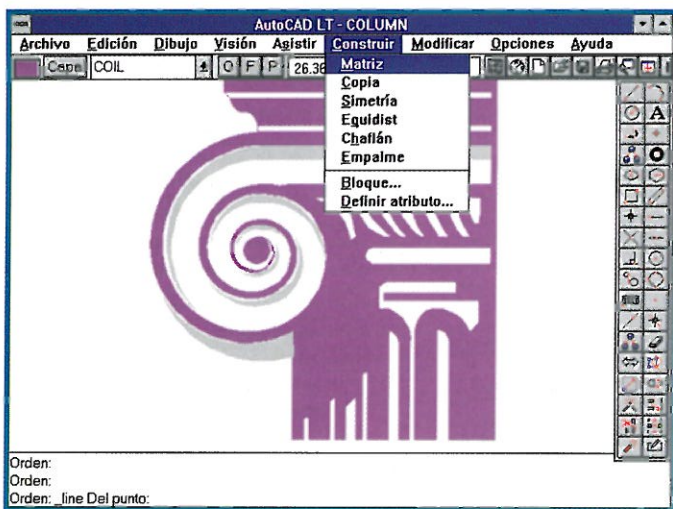 AutoCAD LT - COLUMN
Archivo Edición Dibujo Visión Agistir Construir Modificar Opciones Ayuda
Capa COIL O F P 26.36
Matriz
Copia
Simetría
Equidist
Chaflán
Empalme
Bloque...
Definir atributo...
A
Orden:
Orden:
Orden: _line Del punto: